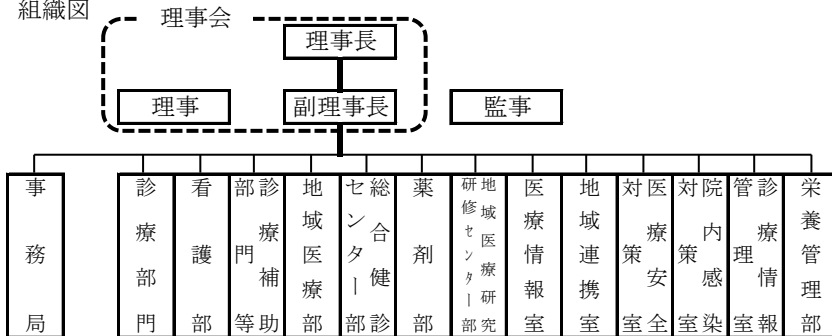 組織図
理事会
理事長
理事
副理事長
監事
事務局
診療部門
看護部
診療補助
部門等
地域医療部
総合健診
センター部
薬剤部
地域医療研究
研修センター部
医療情報室
地域連携室
医療安全
対策室
院内感染
対策室
診療情報
管理室
栄養管理部